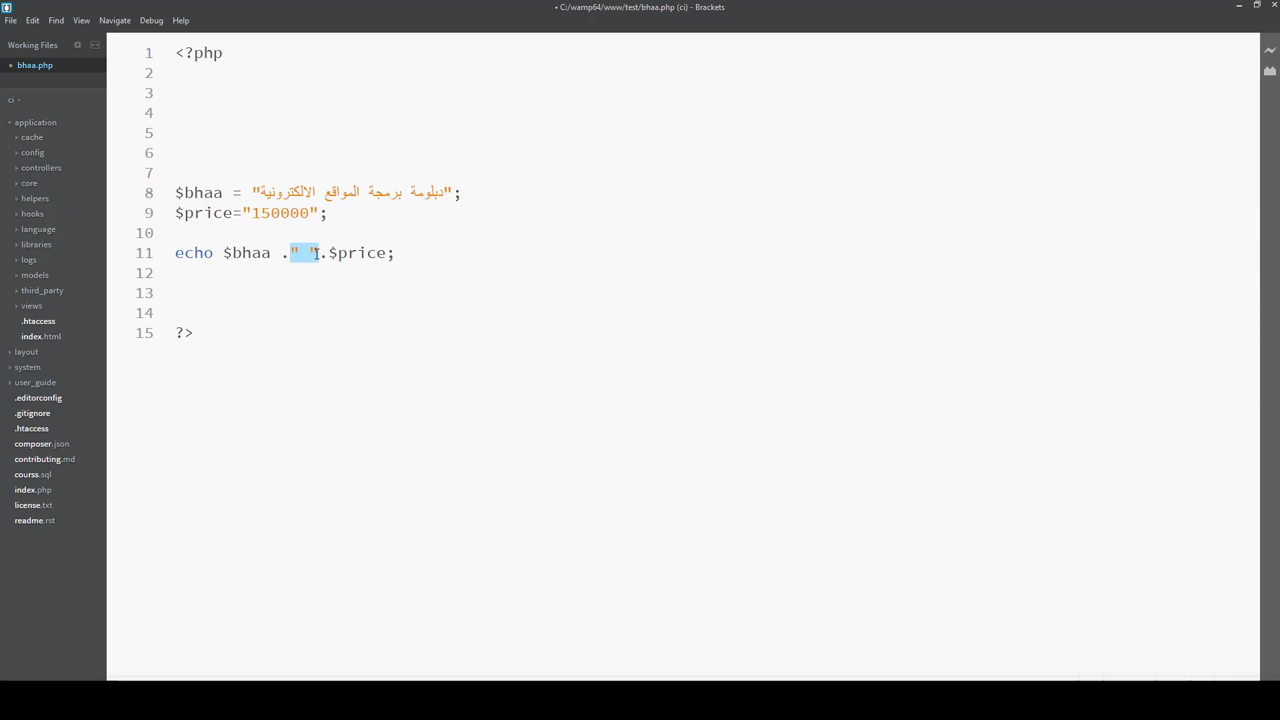 • C:/wamp64/www/test/bhaa.php (ci) - Brackets
File Edit Find View Navigate Debug Help
Working Files
• bhaa.php
ci
application
cache
config
controllers
core
helpers
hooks
language
libraries
logs
models
third_party
views
.htaccess
index.html
layout
system
user_guide
.editorconfig
.gitignore
.htaccess
composer.json
contributing.md
courss.sql
index.php
license.txt
readme.rst
1 <?php
2
3
4
5
6
7
8 $bhaa = "دبلومة برمجة المواقع الالكترونية";
9 $price="150000";
10
11 echo $bhaa ." ".$price;
12
13
14
15 ?>